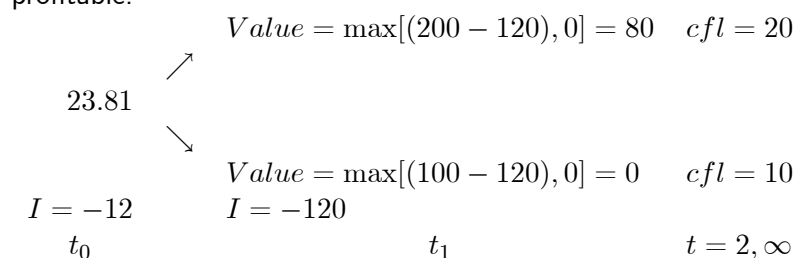 profitable.
Value = max[(200 − 120), 0] = 80 cfl = 20
↗
23.81
↘
Value = max[(100 − 120), 0] = 0 cfl = 10
I = −12 I = −120
t₀ t₁ t = 2, ∞